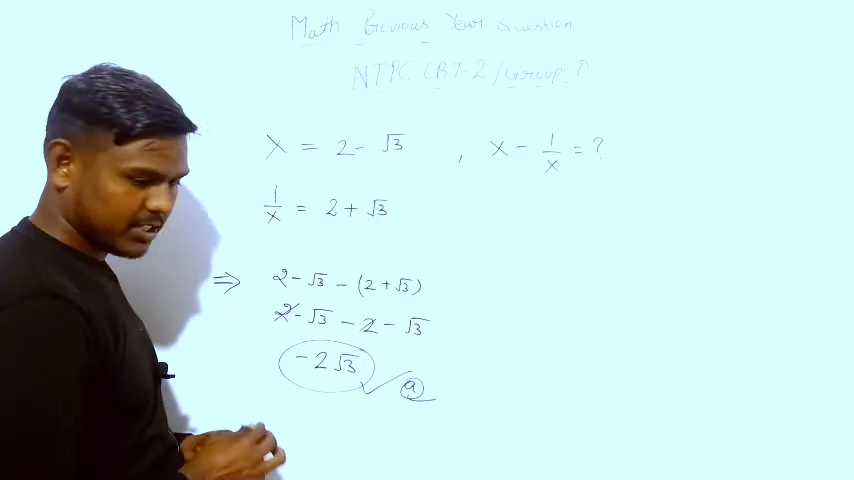 Math Previous Year Question
NTPC CBT-2 / Group D
x = 2 - √3 , x - 1/x = ?
1/x = 2 + √3
⇒ 2 - √3 - (2 + √3)
2 - √3 - 2 - √3
-2√3 ✓ a